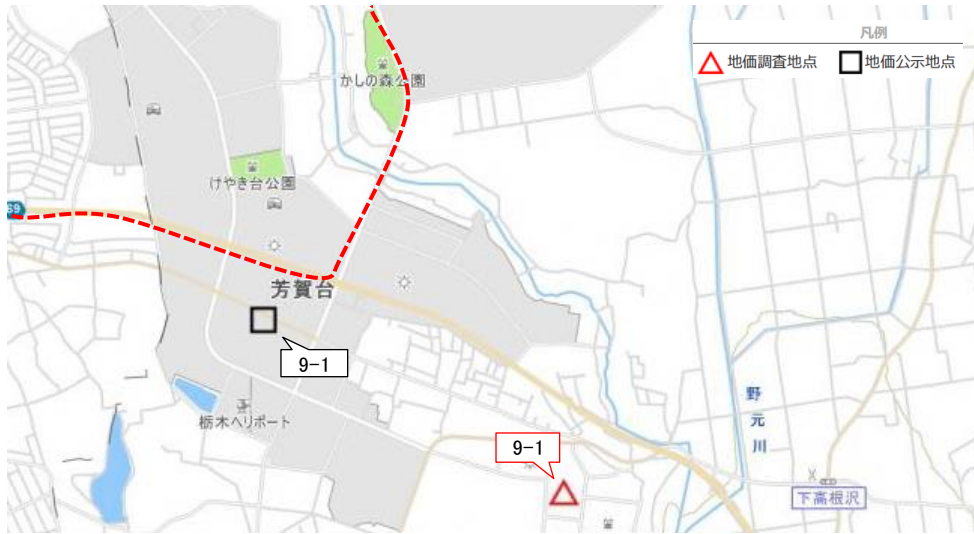 凡例
地価調査地点
地価公示地点
かしの森公園
けやき台公園
69
芳賀台
9-1
栃木ヘリポート
9-1
野元川
下高根沢